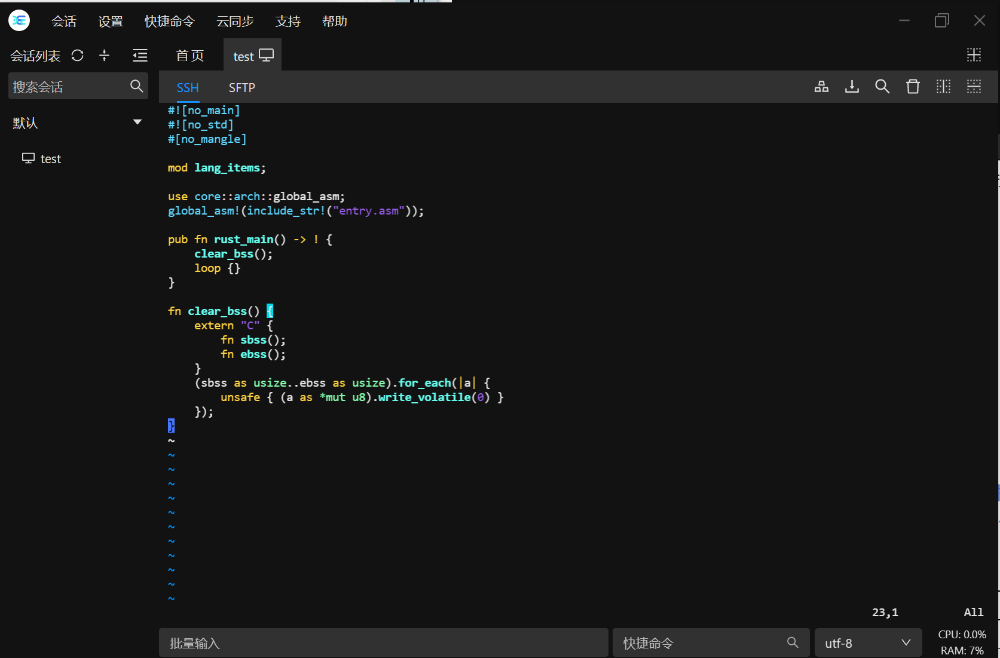 会话 设置 快捷命令 云同步 支持 帮助
会话列表 首页 test
搜索会话 SSH SFTP
默认
test
#![no_main]
#![no_std]
#[no_mangle]
mod lang_items;
use core::arch::global_asm;
global_asm!(include_str!("entry.asm"));
pub fn rust_main() -> ! {
    clear_bss();
    loop {}
}
fn clear_bss() {
    extern "C" {
        fn sbss();
        fn ebss();
    }
    (sbss as usize..ebss as usize).for_each(|a| {
        unsafe { (a as *mut u8).write_volatile(0) }
    });
}
~
~
~
~
~
~
~
~
~
~
~
~
23,1 All
批量输入 快捷命令 utf-8 CPU: 0.0%
RAM: 7%